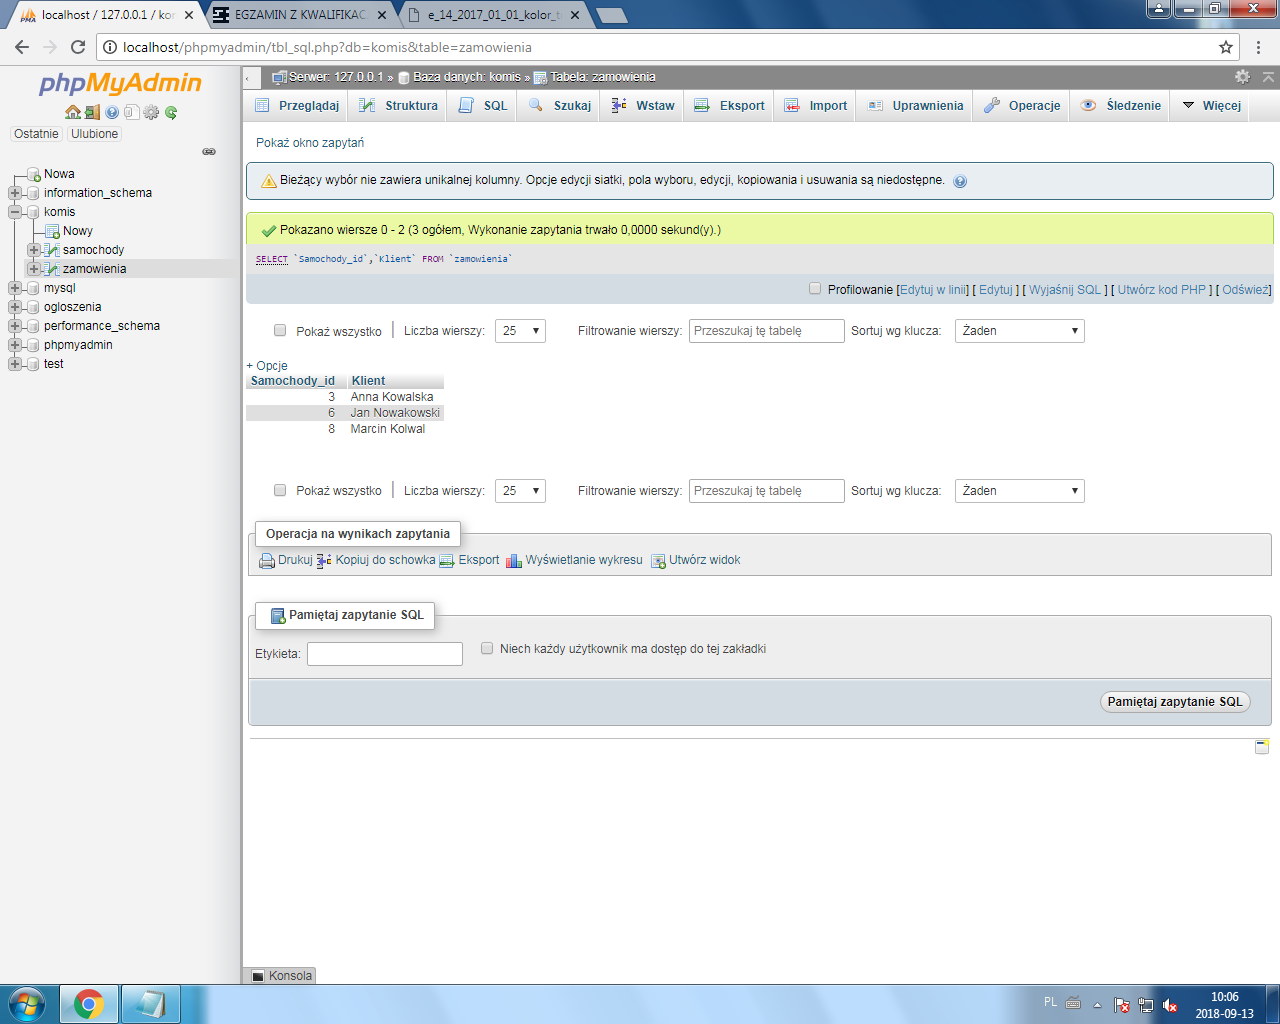 localhost / 127.0.0.1 / kor
EGZAMIN Z KWALIFIKAC
e_14_2017_01_01_kolor_t
localhost/phpmyadmin/tbl_sql.php?db=komis&table=zamowienia
phpMyAdmin
Ostatnie Ulubione
Nowa
information_schema
komis
Nowy
samochody
zamowienia
mysql
ogloszenia
performance_schema
phpmyadmin
test
Serwer: 127.0.0.1 » Baza danych: komis » Tabela: zamowienia
Przeglądaj Struktura SQL Szukaj Wstaw Eksport Import Uprawnienia Operacje Śledzenie Więcej
Pokaż okno zapytań
Bieżący wybór nie zawiera unikalnej kolumny. Opcje edycji siatki, pola wyboru, edycji, kopiowania i usuwania są niedostępne.
Pokazano wiersze 0 - 2 (3 ogółem, Wykonanie zapytania trwało 0,0000 sekund(y).)
SELECT `Samochody_id`,`Klient` FROM `zamowienia`
Profilowanie [Edytuj w linii] [ Edytuj ] [ Wyjaśnij SQL ] [ Utwórz kod PHP ] [ Odśwież]
Pokaż wszystko | Liczba wierszy: 25 Filtrowanie wierszy: Przeszukaj tę tabelę Sortuj wg klucza: Żaden
+ Opcje
Samochody_id Klient
3 Anna Kowalska
6 Jan Nowakowski
8 Marcin Kolwal
Pokaż wszystko | Liczba wierszy: 25 Filtrowanie wierszy: Przeszukaj tę tabelę Sortuj wg klucza: Żaden
Operacja na wynikach zapytania
Drukuj Kopiuj do schowka Eksport Wyświetlanie wykresu Utwórz widok
Pamiętaj zapytanie SQL
Etykieta: Niech każdy użytkownik ma dostęp do tej zakładki
Pamiętaj zapytanie SQL
Konsola
PL
10:06
2018-09-13